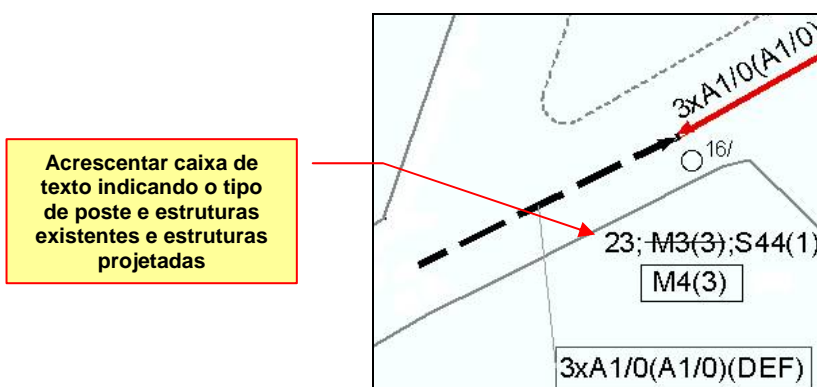 Acrescentar caixa de
texto indicando o tipo
de poste e estruturas
existentes e estruturas
projetadas
3xA1/0(A1/0)
16/
23; M3(3);S44(1)
M4(3)
3xA1/0(A1/0)(DEF)